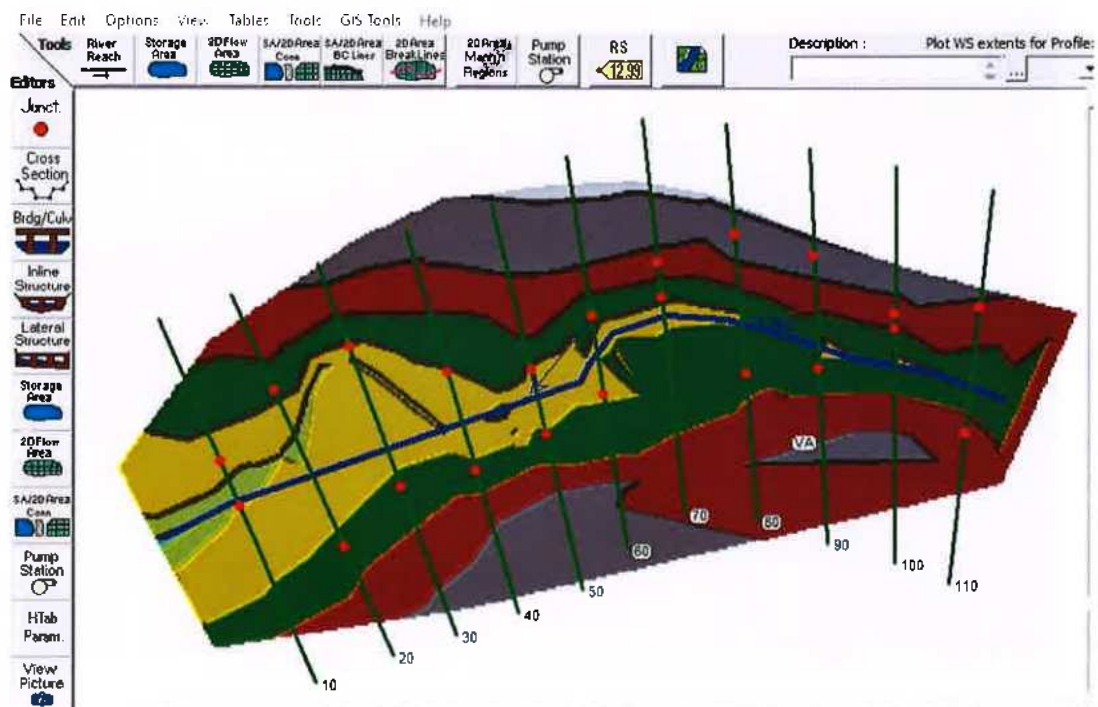 File Edit Options View Tables Tools GIS Tools Help
Tools
Editors
River
Reach
Storage
Area
2D Flow
Area
SA/2D Area
Conn
SA/2D Area
BC Lines
2D Area
Break Lines
2D Area
Mann n
Regions
Pump
Station
RS
12.99
Description :
...
Plot WS extents for Profile:
Junct.
Cross
Section
Brdg/Culv
Inline
Structure
Lateral
Structure
Storage
Area
2D Flow
Area
SA/2D Area
Conn
Pump
Station
HTab
Param.
View
Picture
VA
10
20
30
40
50
60
70
80
90
100
110